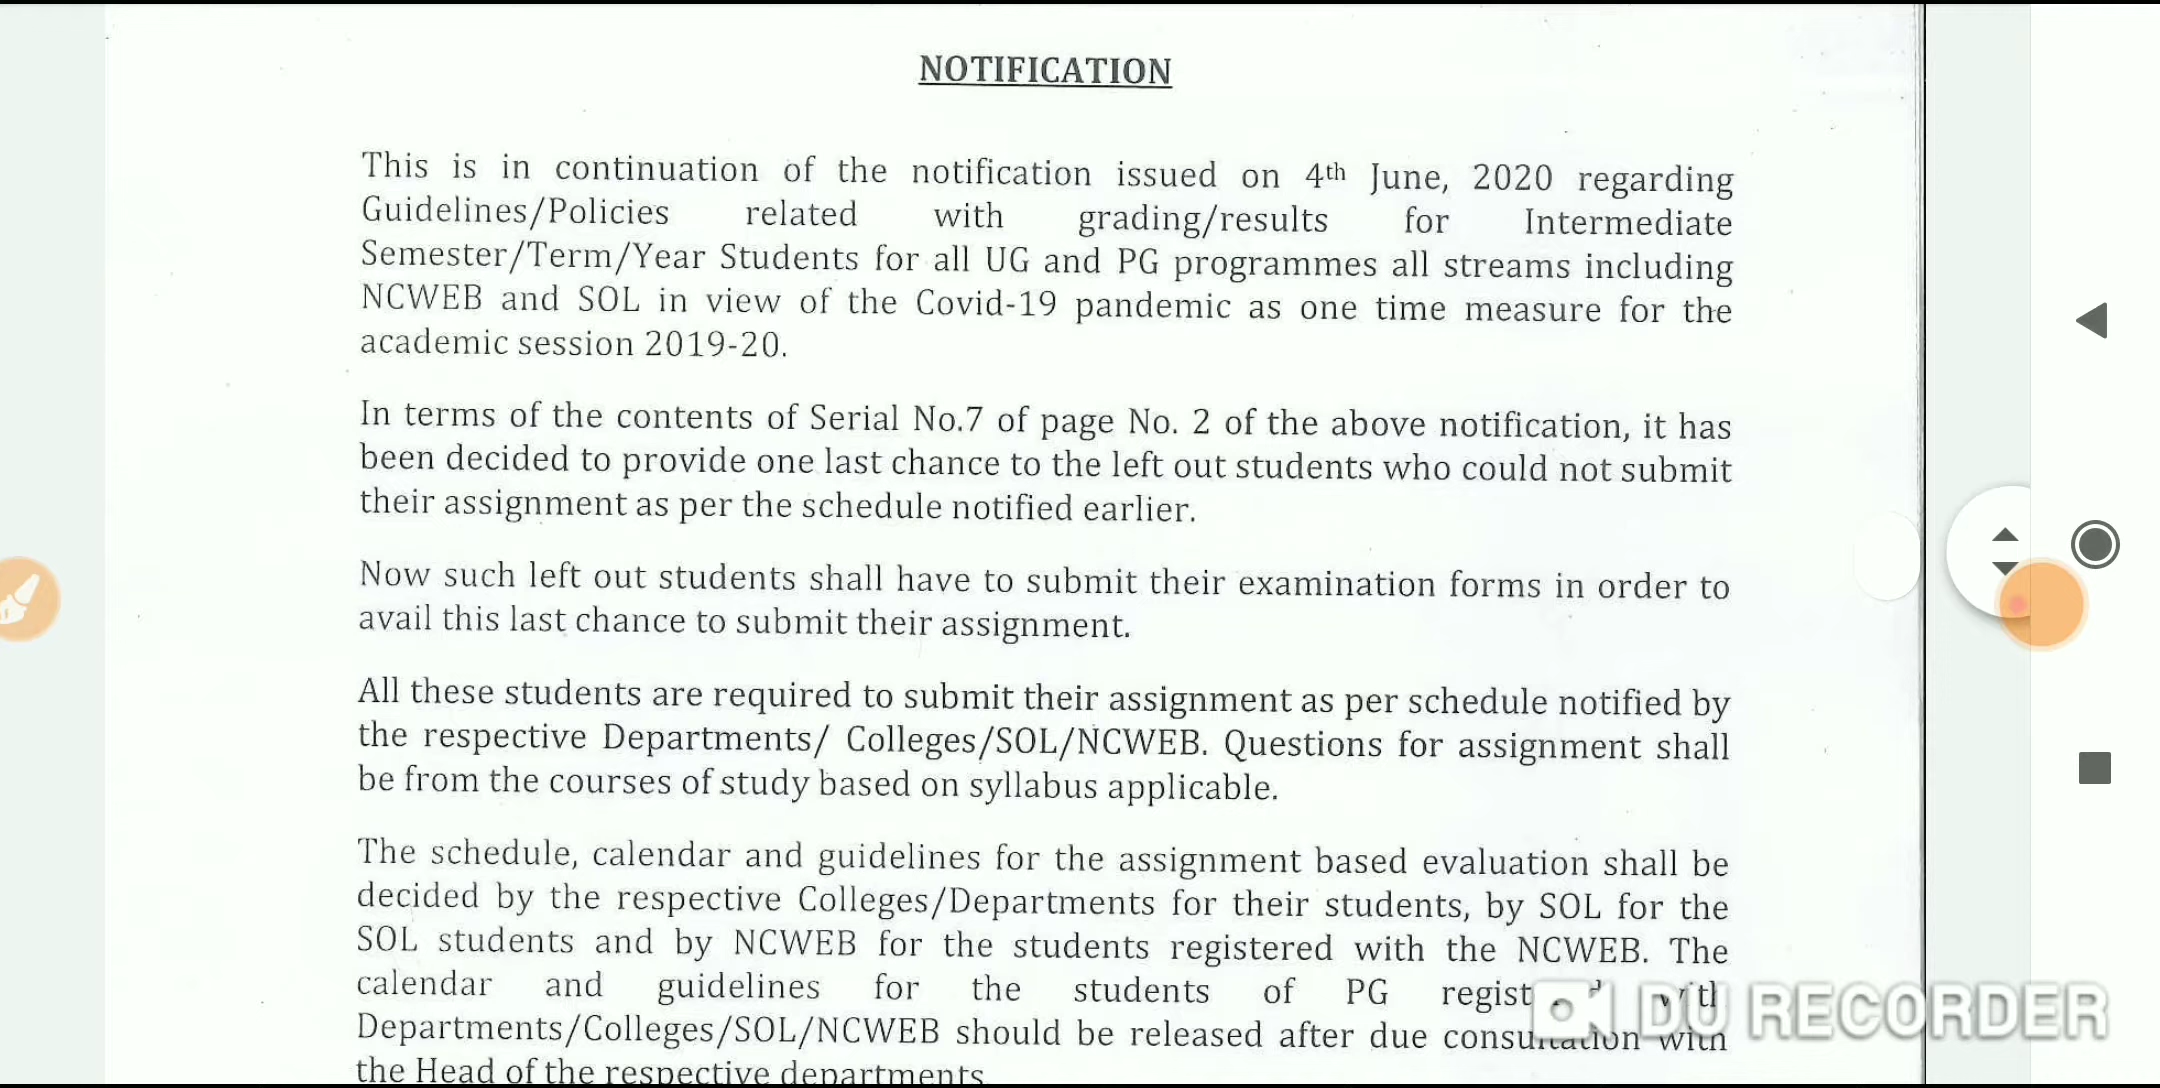 NOTIFICATION
This is in continuation of the notification issued on 4th June, 2020 regarding
Guidelines/Policies related with grading/results for Intermediate
Semester/Term/Year Students for all UG and PG programmes all streams including
NCWEB and SOL in view of the Covid-19 pandemic as one time measure for the
academic session 2019-20.
In terms of the contents of Serial No.7 of page No. 2 of the above notification, it has
been decided to provide one last chance to the left out students who could not submit
their assignment as per the schedule notified earlier.
Now such left out students shall have to submit their examination forms in order to
avail this last chance to submit their assignment.
All these students are required to submit their assignment as per schedule notified by
the respective Departments/ Colleges/SOL/NCWEB. Questions for assignment shall
be from the courses of study based on syllabus applicable.
The schedule, calendar and guidelines for the assignment based evaluation shall be
decided by the respective Colleges/Departments for their students, by SOL for the
SOL students and by NCWEB for the students registered with the NCWEB. The
calendar and guidelines for the students of PG
Departments/Colleges/SOL/NCWEB should be released after due consultation with
the Head of the respective departments
DU RECORDER